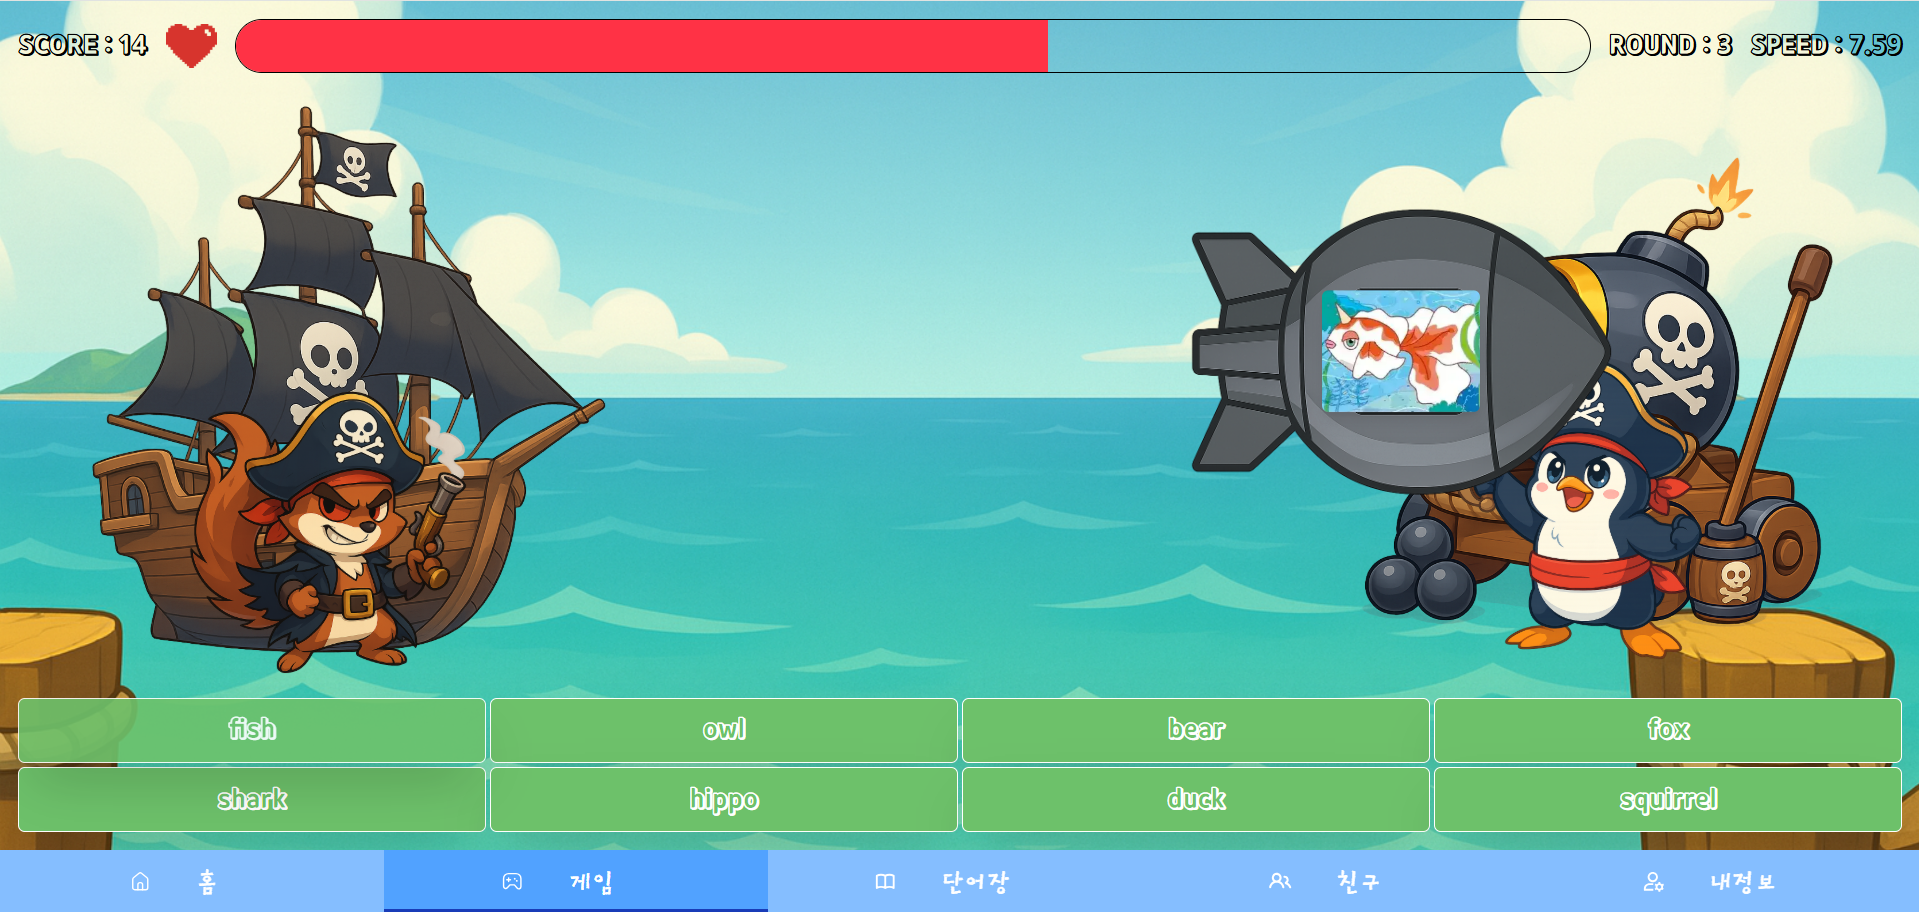 SCORE : 14
ROUND : 3 SPEED : 7.59
fish owl bear fox
shark hippo duck squirrel
홈 게임 단어장 친구 내정보